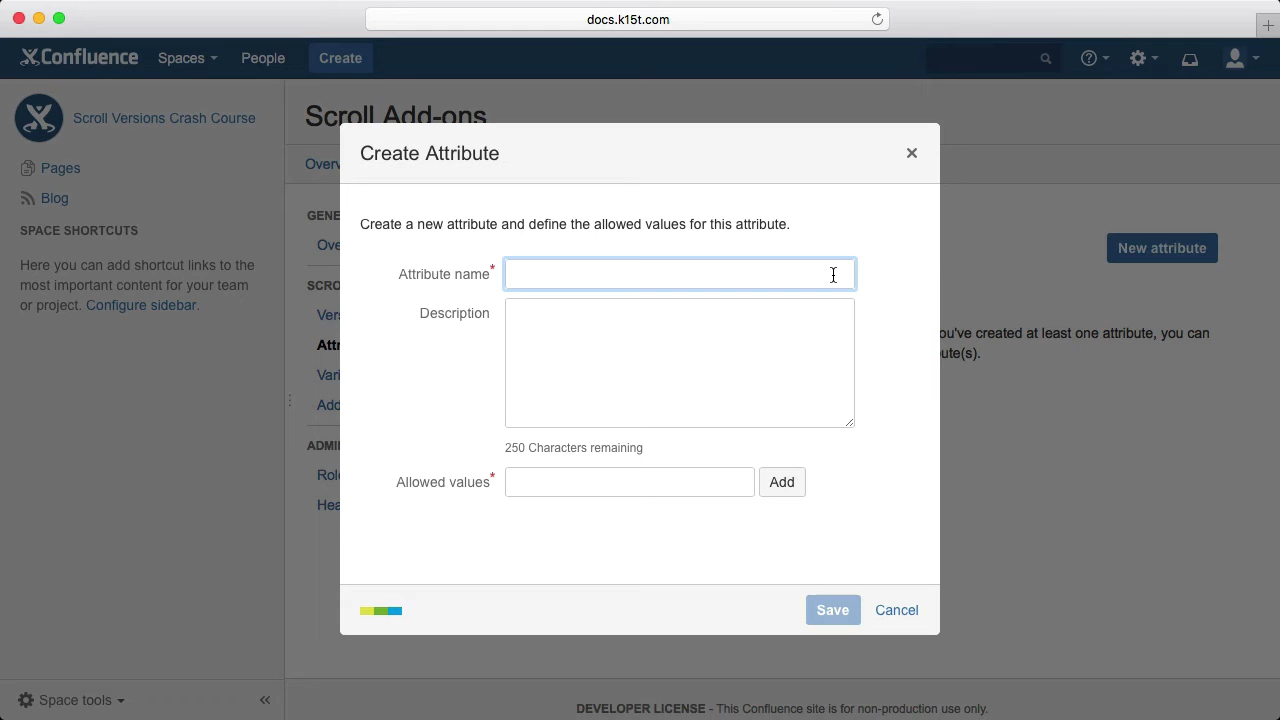 docs.k15t.com
Confluence
Spaces
People
Create
Scroll Versions Crash Course
Pages
Blog
SPACE SHORTCUTS
Here you can add shortcut links to the
most important content for your team
or project. Configure sidebar.
Scroll Add-ons
Create Attribute
Create a new attribute and define the allowed values for this attribute.
New attribute
Attribute name*
Description
ou've created at least one attribute, you can
ute(s).
250 Characters remaining
Allowed values*
Add
Save
Cancel
Space tools
DEVELOPER LICENSE - This Confluence site is for non-production use only.